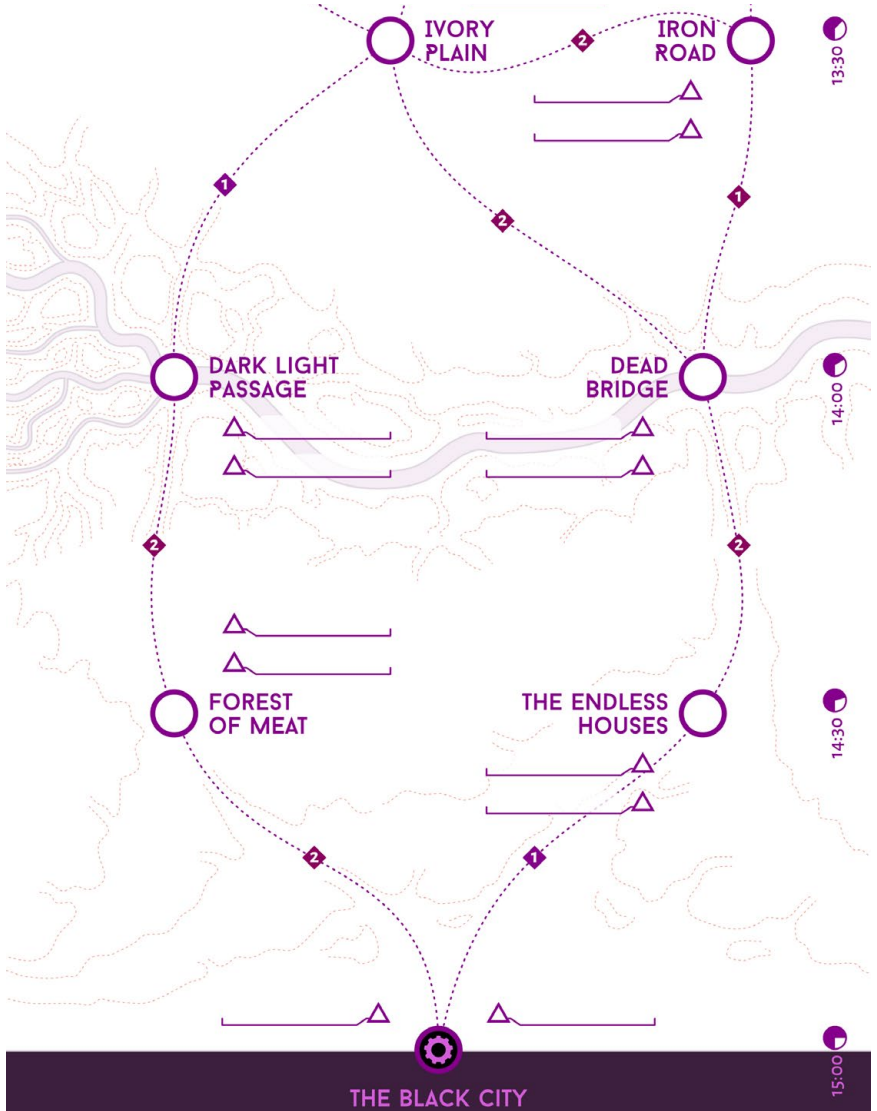 IVORY
PLAIN
IRON
ROAD
2
13:30
1
2
1
DARK LIGHT
PASSAGE
DEAD
BRIDGE
14:00
2
2
FOREST
OF MEAT
THE ENDLESS
HOUSES
14:30
2
1
15:00
THE BLACK CITY